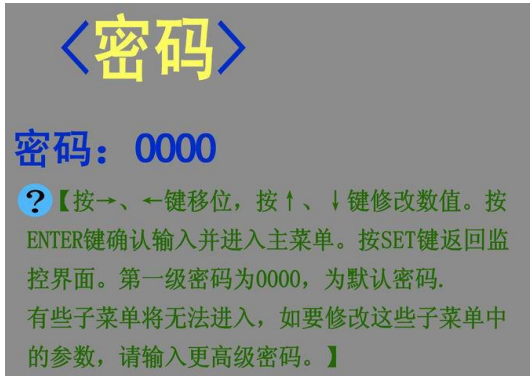 〈密码〉
密码：0000
?【按→、←键移位，按↑、↓键修改数值。按
ENTER键确认输入并进入主菜单。按SET键返回监
控界面。第一级密码为0000，为默认密码.
有些子菜单将无法进入，如要修改这些子菜单中
的参数，请输入更高级密码。】